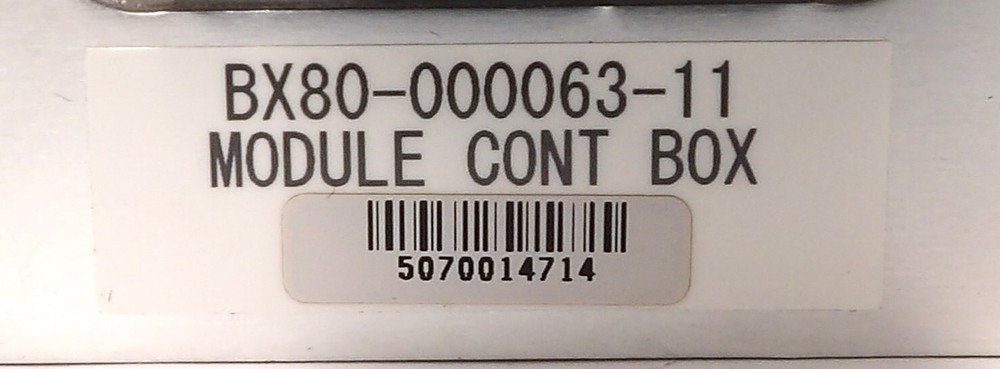 BX80-000063-11
MODULE CONT BOX
5070014714